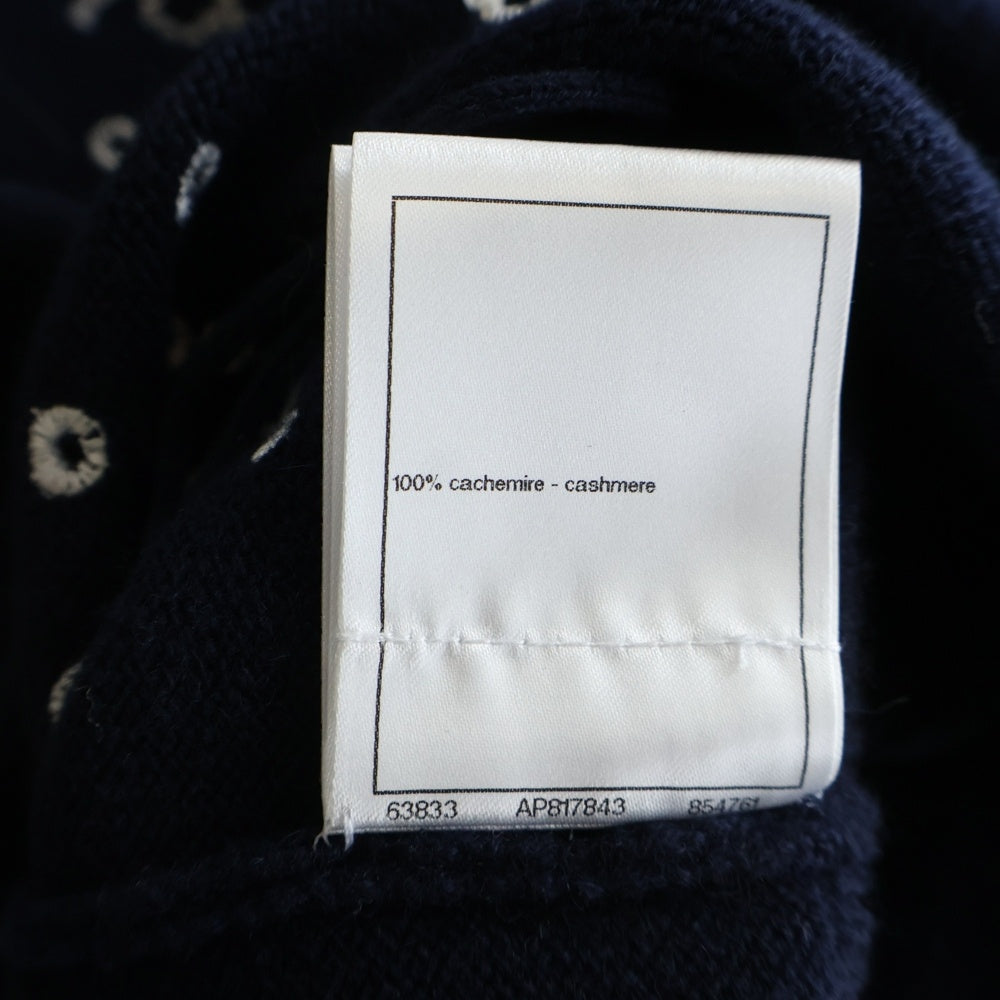 100% cachemire - cashmere
63833 AP817843 854761